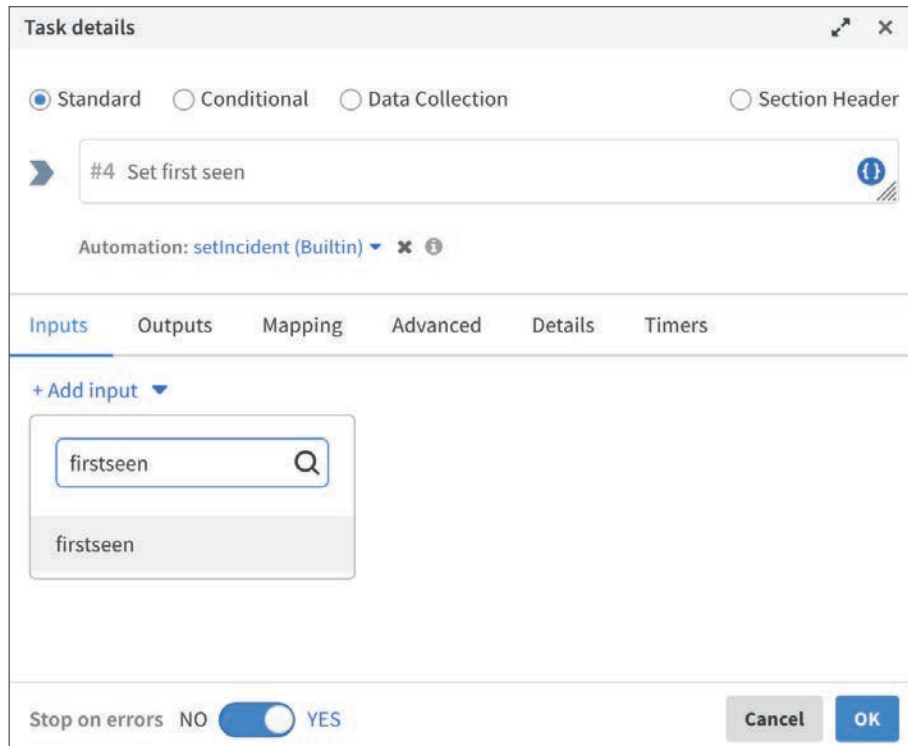 Task details
Standard Conditional Data Collection Section Header
#4 Set first seen {}
Automation: setIncident (Builtin)
Inputs Outputs Mapping Advanced Details Timers
+ Add input
firstseen
firstseen
Stop on errors NO YES Cancel OK